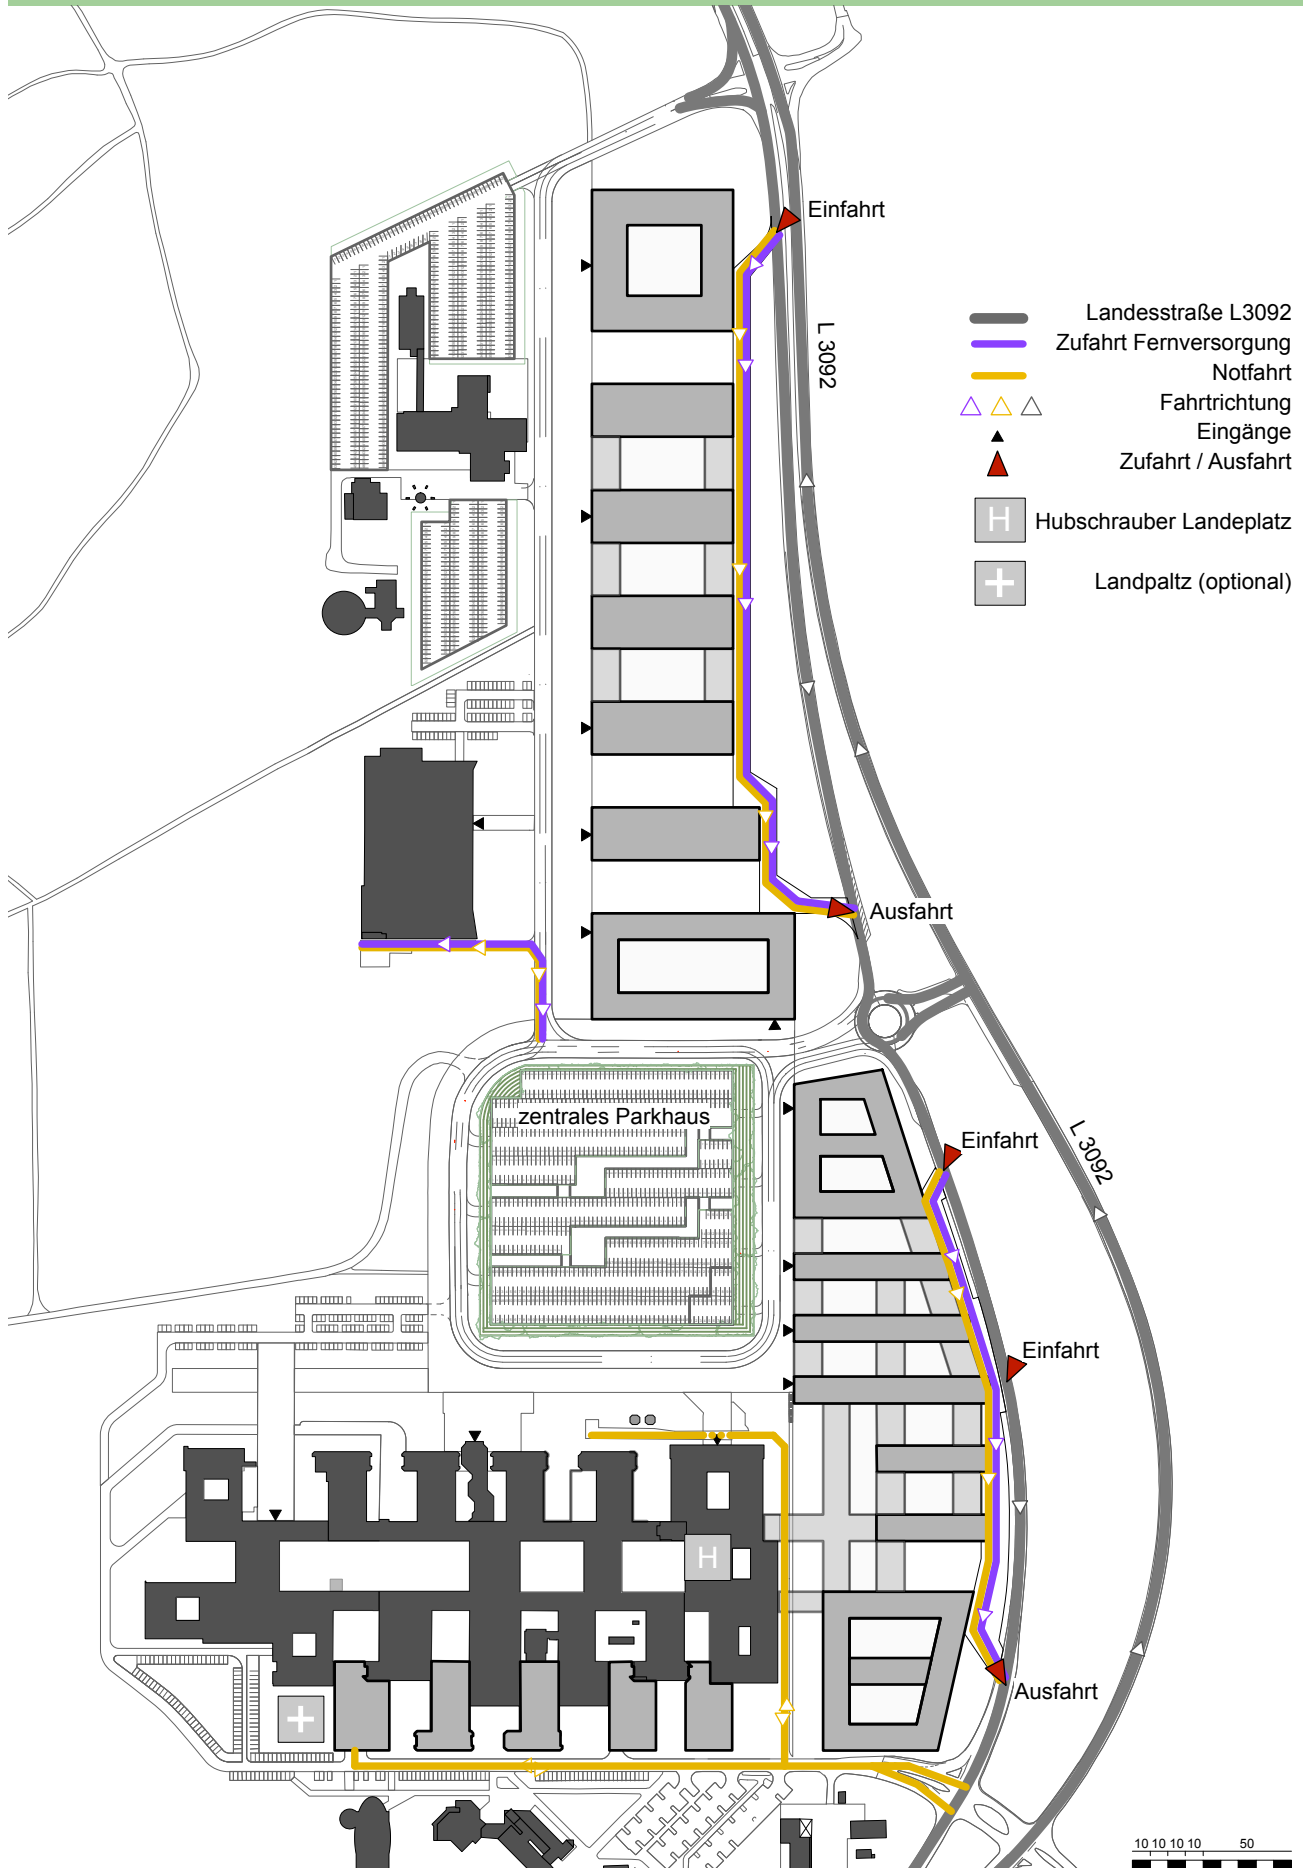 Einfahrt
L 3092
Landesstraße L3092
Zufahrt Fernversorgung
Notfahrt
Fahrtrichtung
Eingänge
Zufahrt / Ausfahrt
H
Hubschrauber Landeplatz
Landpaltz (optional)
Ausfahrt
zentrales Parkhaus
Einfahrt
L 3092
Einfahrt
H
Ausfahrt
10 10 10 10 50